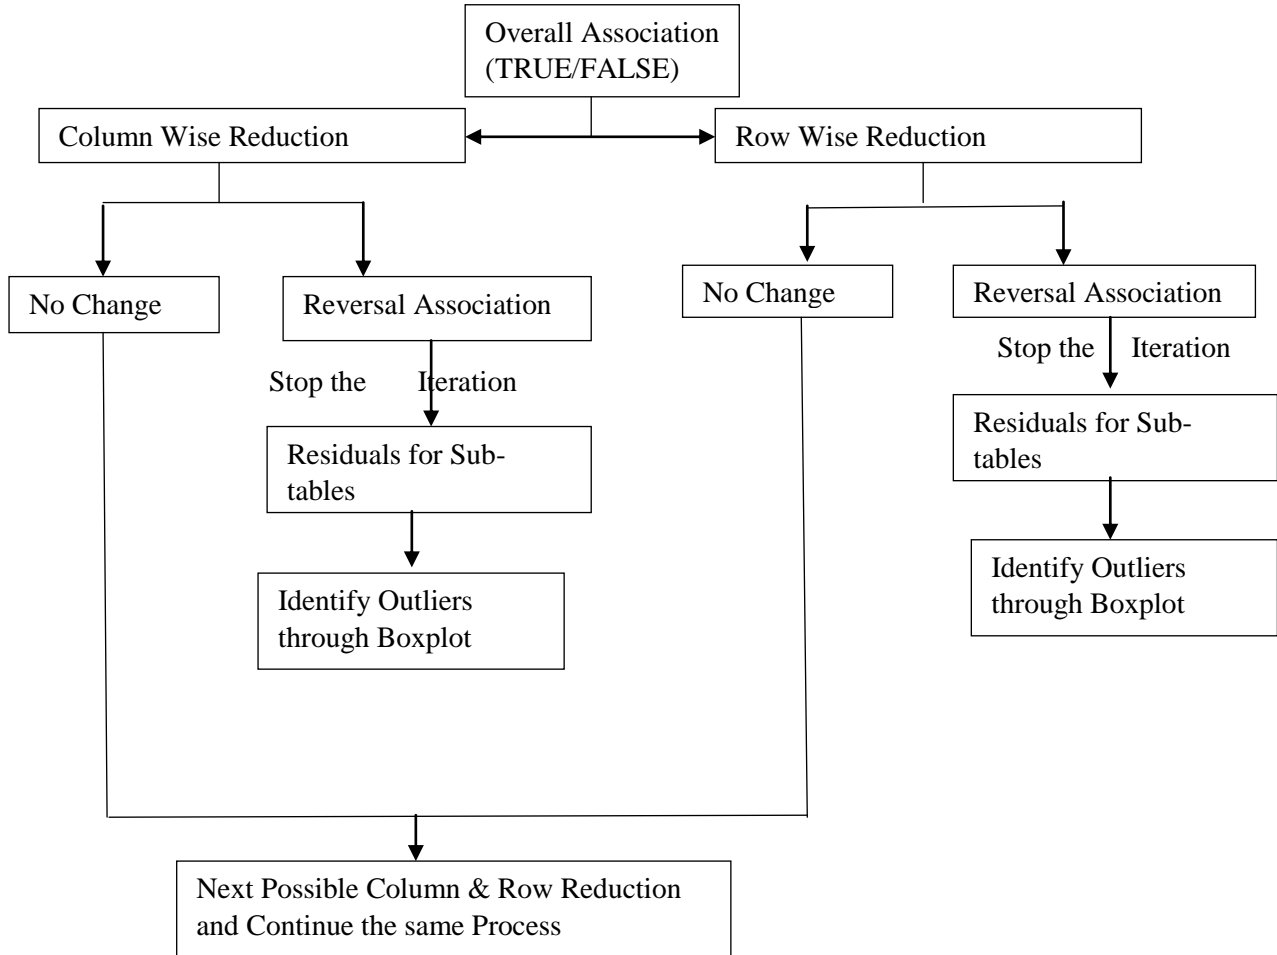 Overall Association
(TRUE/FALSE)
Column Wise Reduction
Row Wise Reduction
No Change
Reversal Association
No Change
Reversal Association
Stop the Iteration
Stop the Iteration
Residuals for Sub-
tables
Residuals for Sub-
tables
Identify Outliers
through Boxplot
Identify Outliers
through Boxplot
Next Possible Column & Row Reduction
and Continue the same Process